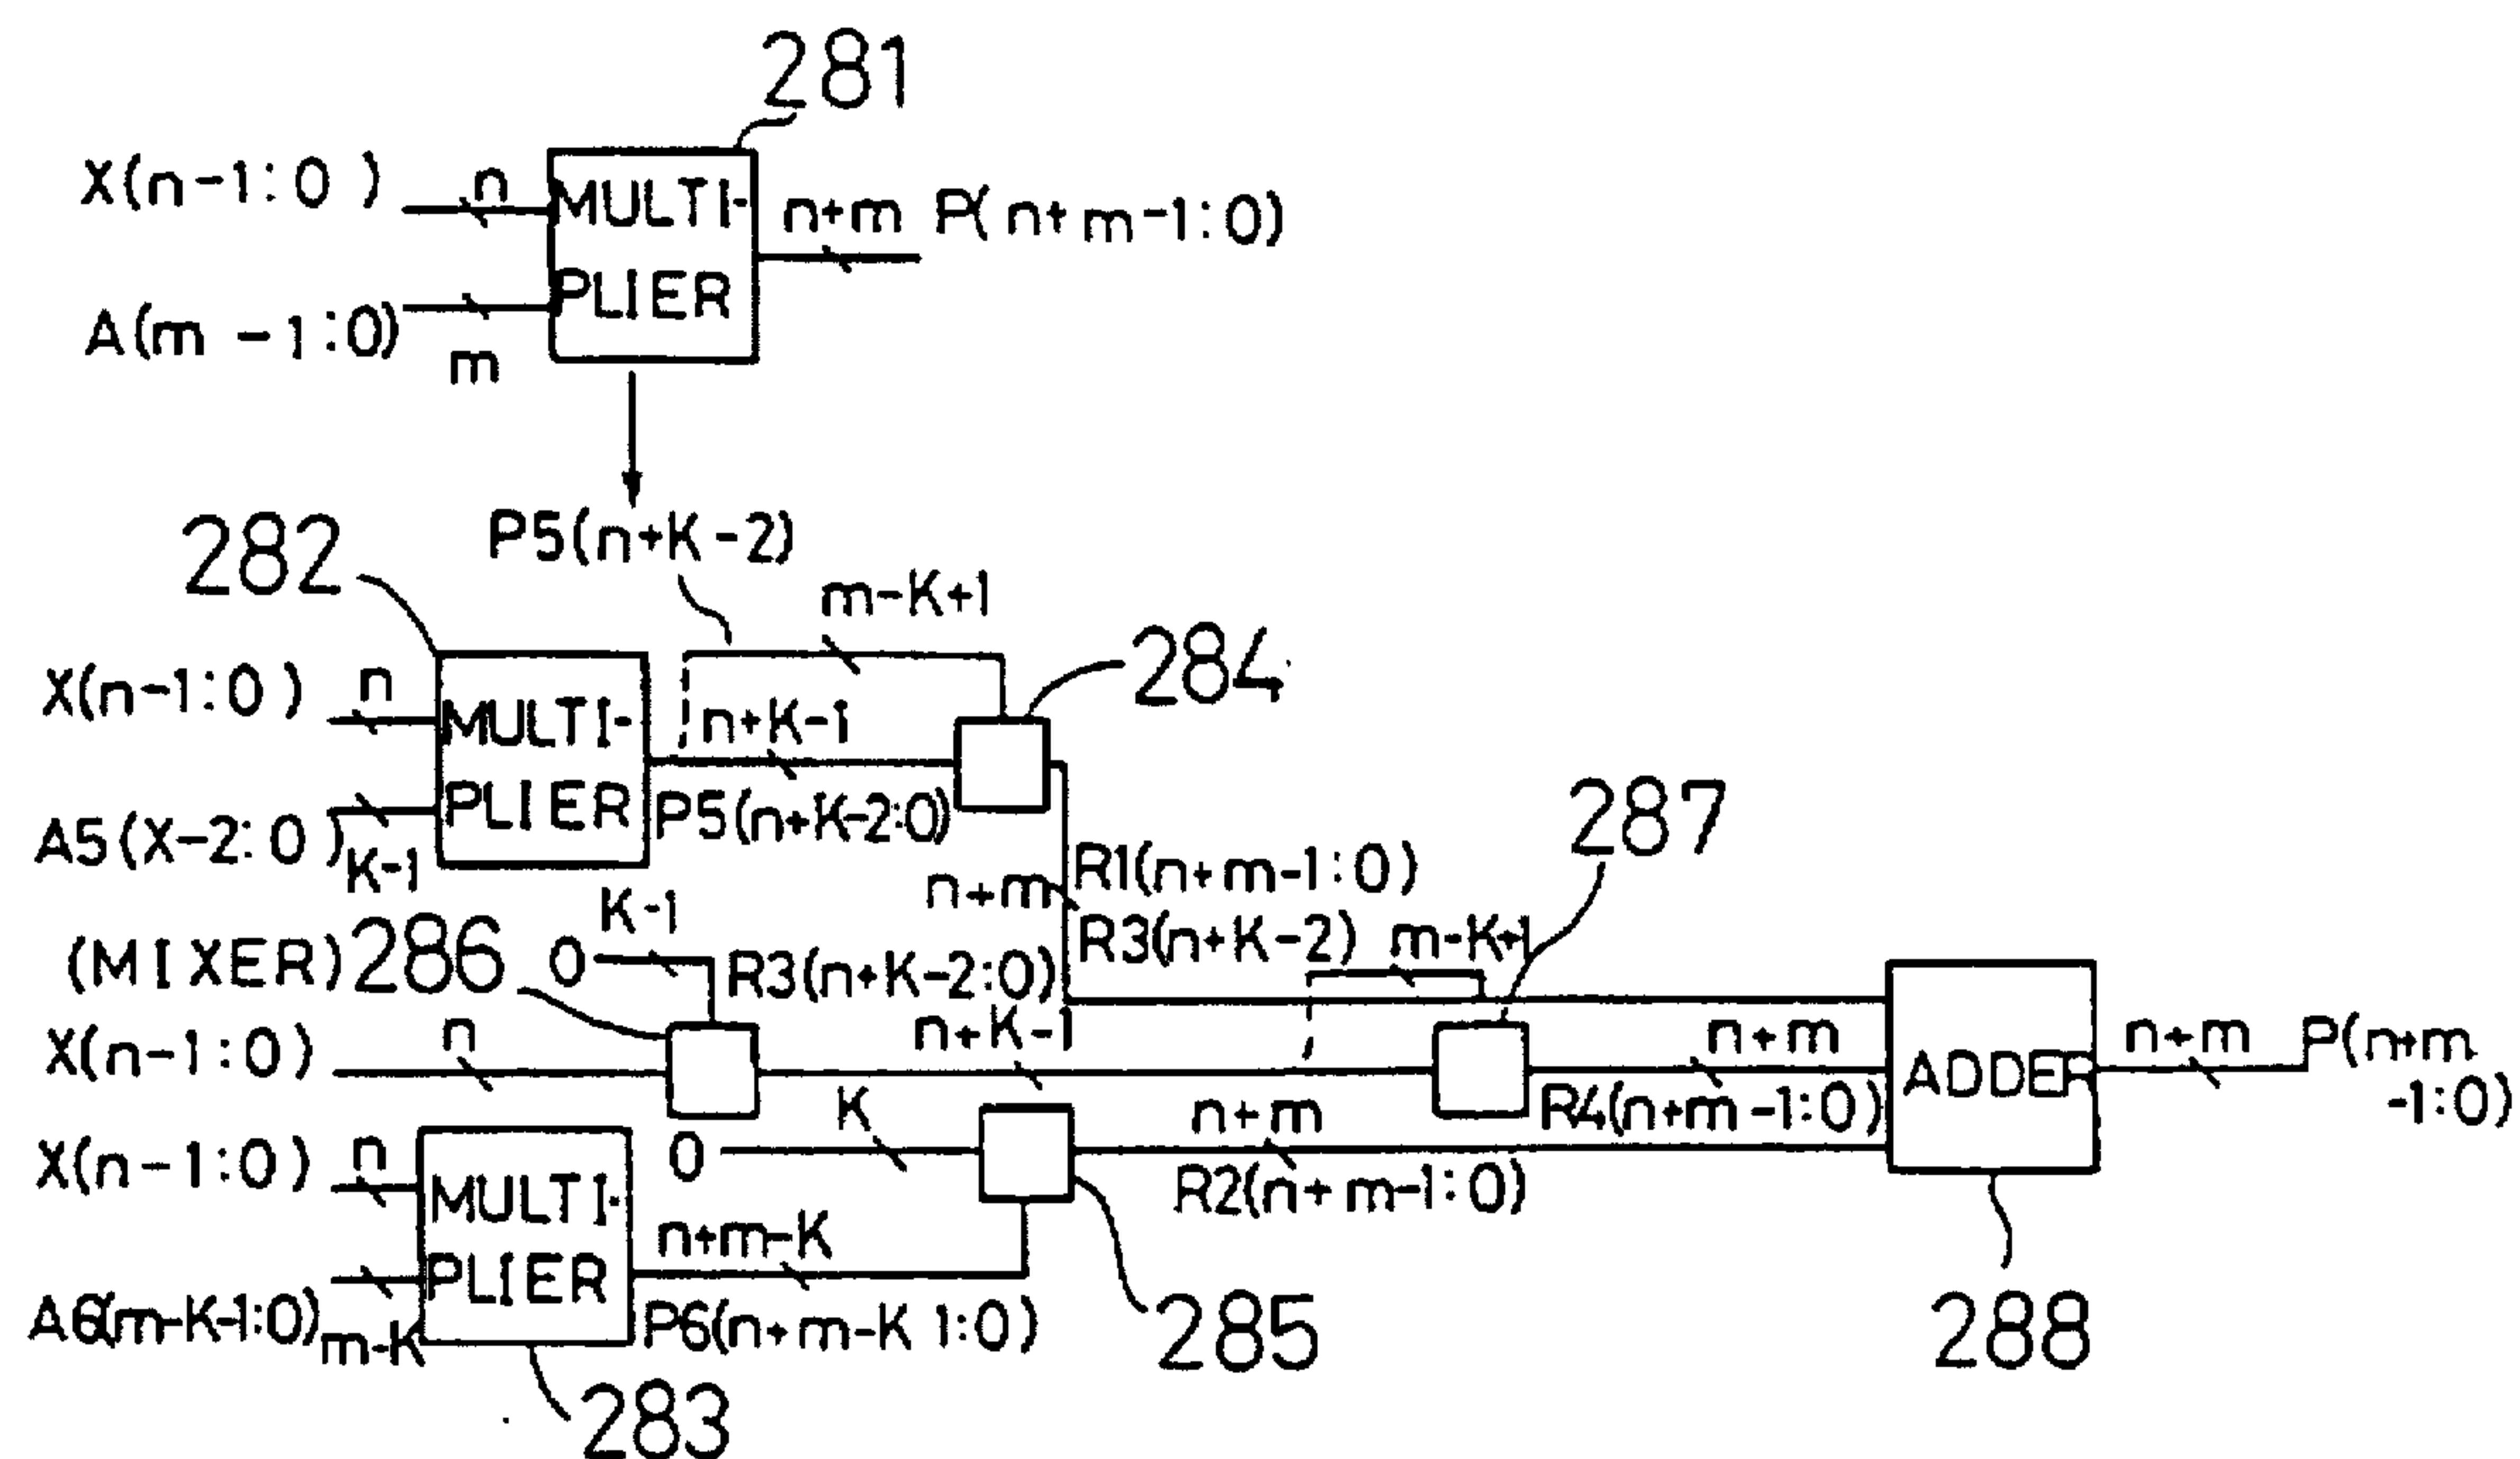 281
X(n-1:0)
n
MULTI-
PLIER
n+m
P(n+m-1:0)
A(m-1:0)
m
P5(n+K-2)
282
m-K+1
284
X(n-1:0)
n
MULTI-
PLIER
n+K-1
P5(n+K-2:0)
A5(X-2:0)
K-1
287
n+m
R1(n+m-1:0)
(MIXER)
286
0
K-1
R3(n+K-2:0)
R3(n+K-2)
m-K+1
X(n-1:0)
n
n+K-1
n+m
R4(n+m-1:0)
ADDER
n+m
P(n+m
-1:0)
0
K
n+m
R2(n+m-1:0)
X(n-1:0)
n
MULTI-
PLIER
n+m-K
P6(n+m-K 1:0)
A6(m-K-1:0)
m-K
285
288
283